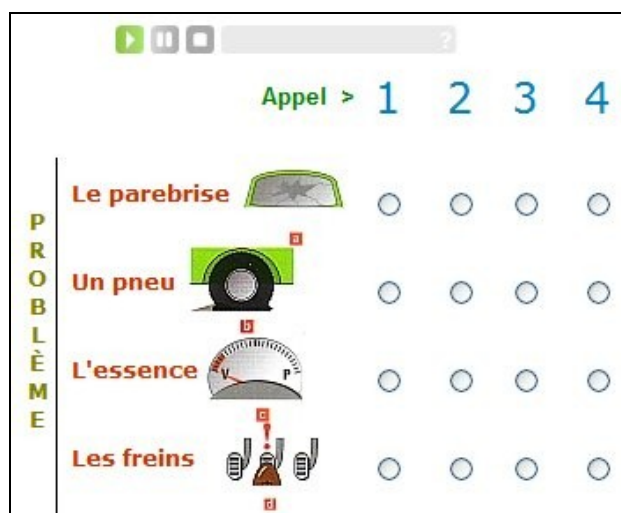 ?
Appel > 1 2 3 4
PROBLÈME
Le parebrise
a
Un pneu
b
L'essence V P
c
Les freins
!
d